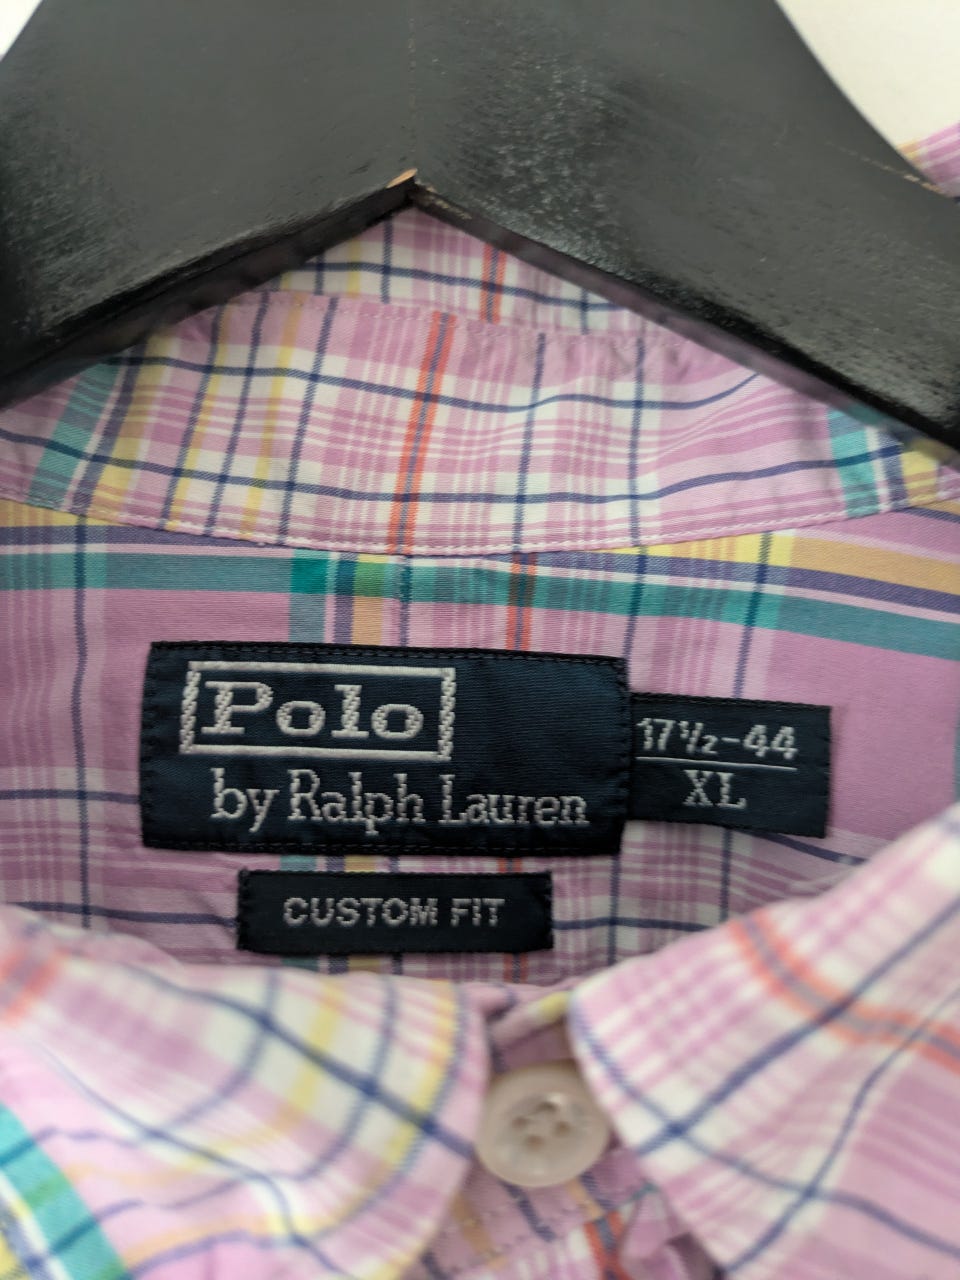 Polo
by Ralph Lauren
17½-44
XL
CUSTOM FIT